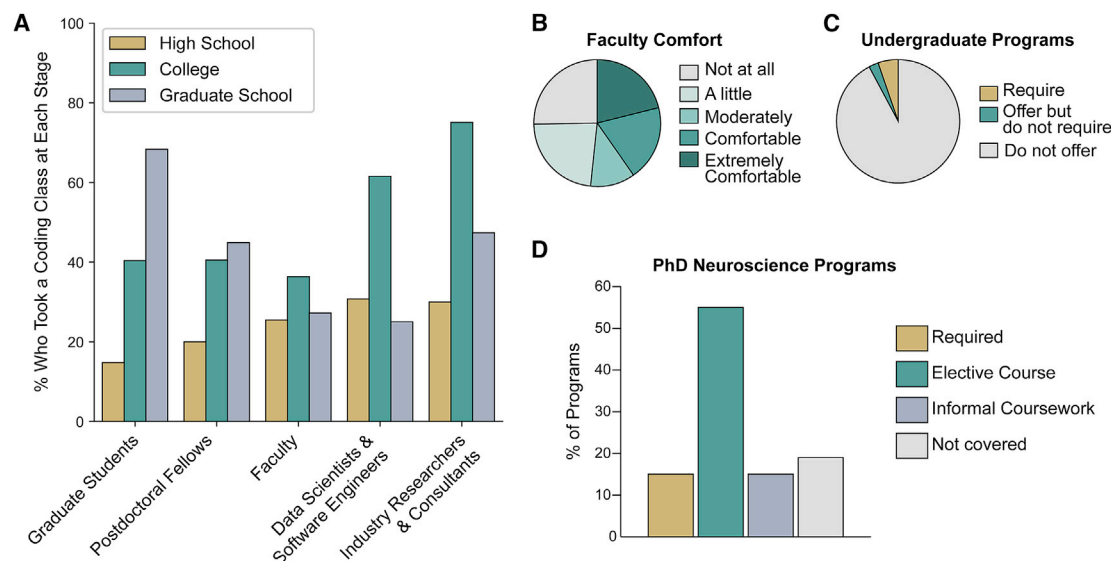 A
% Who Took a Coding Class at Each Stage
100
80
60
40
20
0
High School
College
Graduate School
Graduate Students
Postdoctoral Fellows
Faculty
Data Scientists &
Software Engineers
Industry Researchers
& Consultants
B
Faculty Comfort
Not at all
A little
Moderately
Comfortable
Extremely
Comfortable
C
Undergraduate Programs
Require
Offer but
do not require
Do not offer
D
PhD Neuroscience Programs
% of Programs
60
50
40
30
20
10
0
Required
Elective Course
Informal Coursework
Not covered